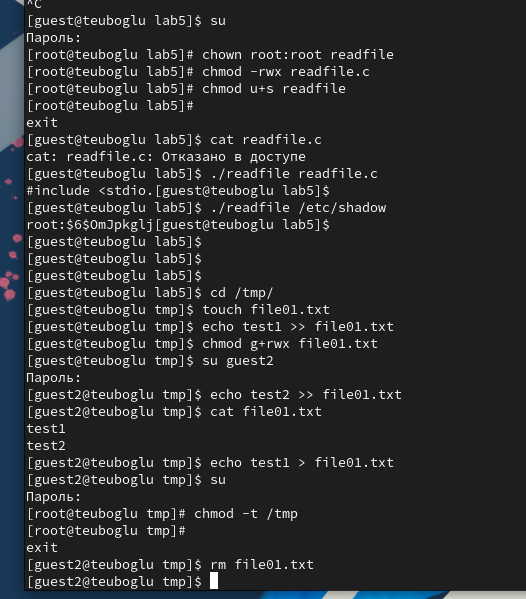 ^C
[guest@teuboglu lab5]$ su
Пароль:
[root@teuboglu lab5]# chown root:root readfile
[root@teuboglu lab5]# chmod -rwx readfile.c
[root@teuboglu lab5]# chmod u+s readfile
[root@teuboglu lab5]#
exit
[guest@teuboglu lab5]$ cat readfile.c
cat: readfile.c: Отказано в доступе
[guest@teuboglu lab5]$ ./readfile readfile.c
#include <stdio.[guest@teuboglu lab5]$
[guest@teuboglu lab5]$ ./readfile /etc/shadow
root:$6$OmJpkglj[guest@teuboglu lab5]$
[guest@teuboglu lab5]$
[guest@teuboglu lab5]$
[guest@teuboglu lab5]$
[guest@teuboglu lab5]$ cd /tmp/
[guest@teuboglu tmp]$ touch file01.txt
[guest@teuboglu tmp]$ echo test1 >> file01.txt
[guest@teuboglu tmp]$ chmod g+rwx file01.txt
[guest@teuboglu tmp]$ su guest2
Пароль:
[guest2@teuboglu tmp]$ echo test2 >> file01.txt
[guest2@teuboglu tmp]$ cat file01.txt
test1
test2
[guest2@teuboglu tmp]$ echo test1 > file01.txt
[guest2@teuboglu tmp]$ su
Пароль:
[root@teuboglu tmp]# chmod -t /tmp
[root@teuboglu tmp]#
exit
[guest2@teuboglu tmp]$ rm file01.txt
[guest2@teuboglu tmp]$